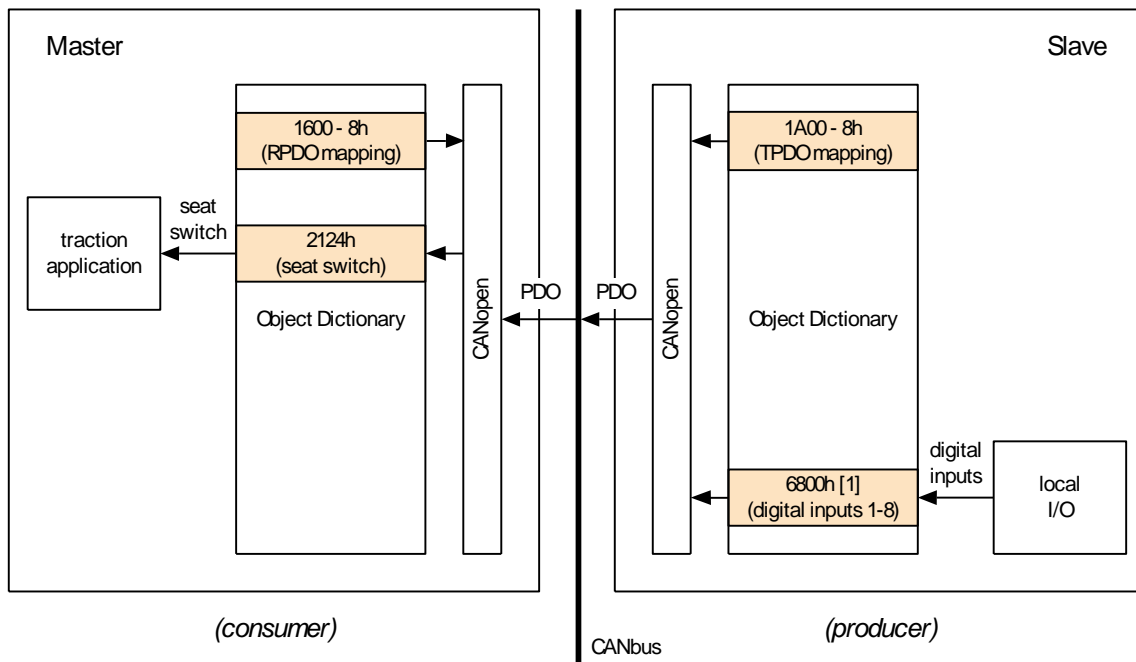 Master
1600 - 8h
(RPDO mapping)
seat
switch
traction
application
2124h
(seat switch)
Object Dictionary
CANopen
PDO
(consumer)
CANbus
PDO
Slave
CANopen
1A00 - 8h
(TPDO mapping)
Object Dictionary
6800h [1]
(digital inputs 1-8)
digital
inputs
local
I/O
(producer)